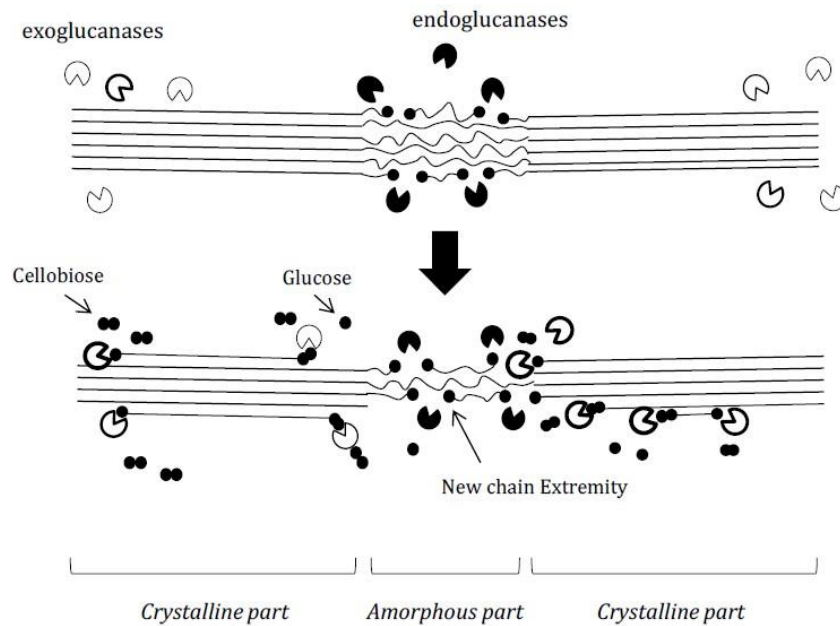 endoglucanases
exoglucanases
Cellobiose
Glucose
New chain Extremity
Crystalline part
Amorphous part
Crystalline part